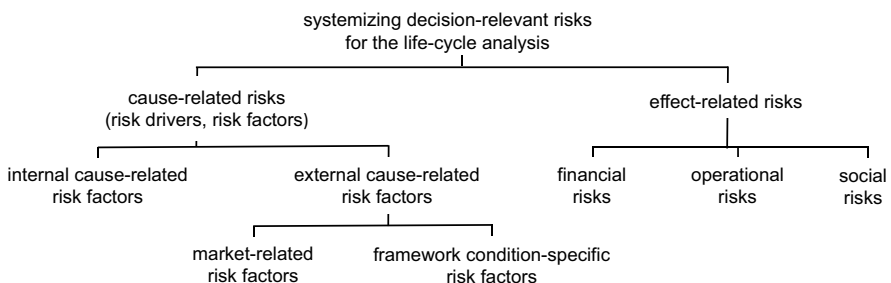 systemizing decision-relevant risks
for the life-cycle analysis
cause-related risks
(risk drivers, risk factors)
effect-related risks
internal cause-related
risk factors
external cause-related
risk factors
financial
risks
operational
risks
social
risks
market-related
risk factors
framework condition-specific
risk factors